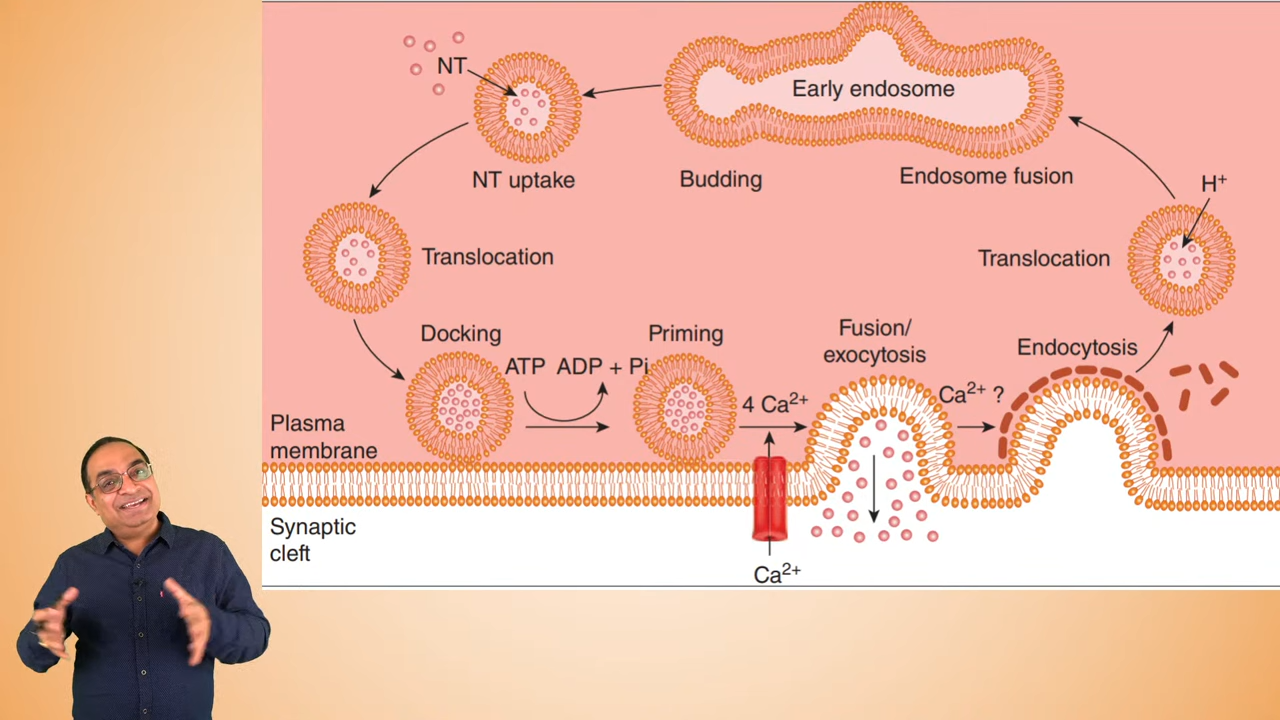 NT
Early endosome
NT uptake
Budding
Endosome fusion
H⁺
Translocation
Translocation
Docking
Priming
Fusion/
exocytosis
Endocytosis
ATP ADP + Pi
4 Ca²⁺
Ca²⁺ ?
Plasma
membrane
Synaptic
cleft
Ca²⁺